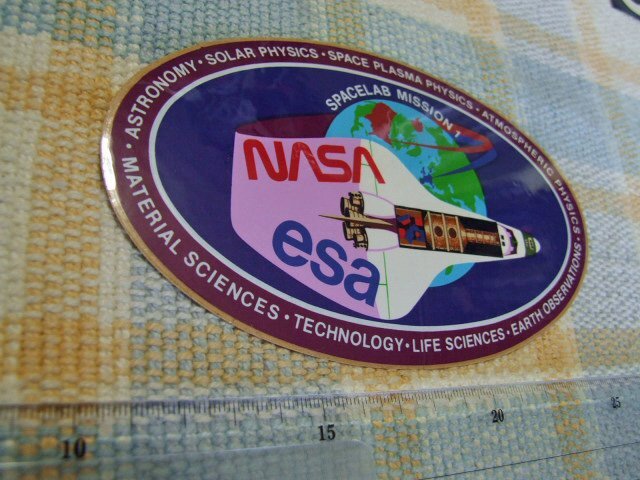 • ASTRONOMY • SOLAR PHYSICS • SPACE PLASMA PHYSICS • ATMOSPHERIC PHYSICS
SPACELAB MISSION 1
NASA
esa
• MATERIAL SCIENCES • TECHNOLOGY • LIFE SCIENCES • EARTH OBSERVATIONS •
10 15 20 25